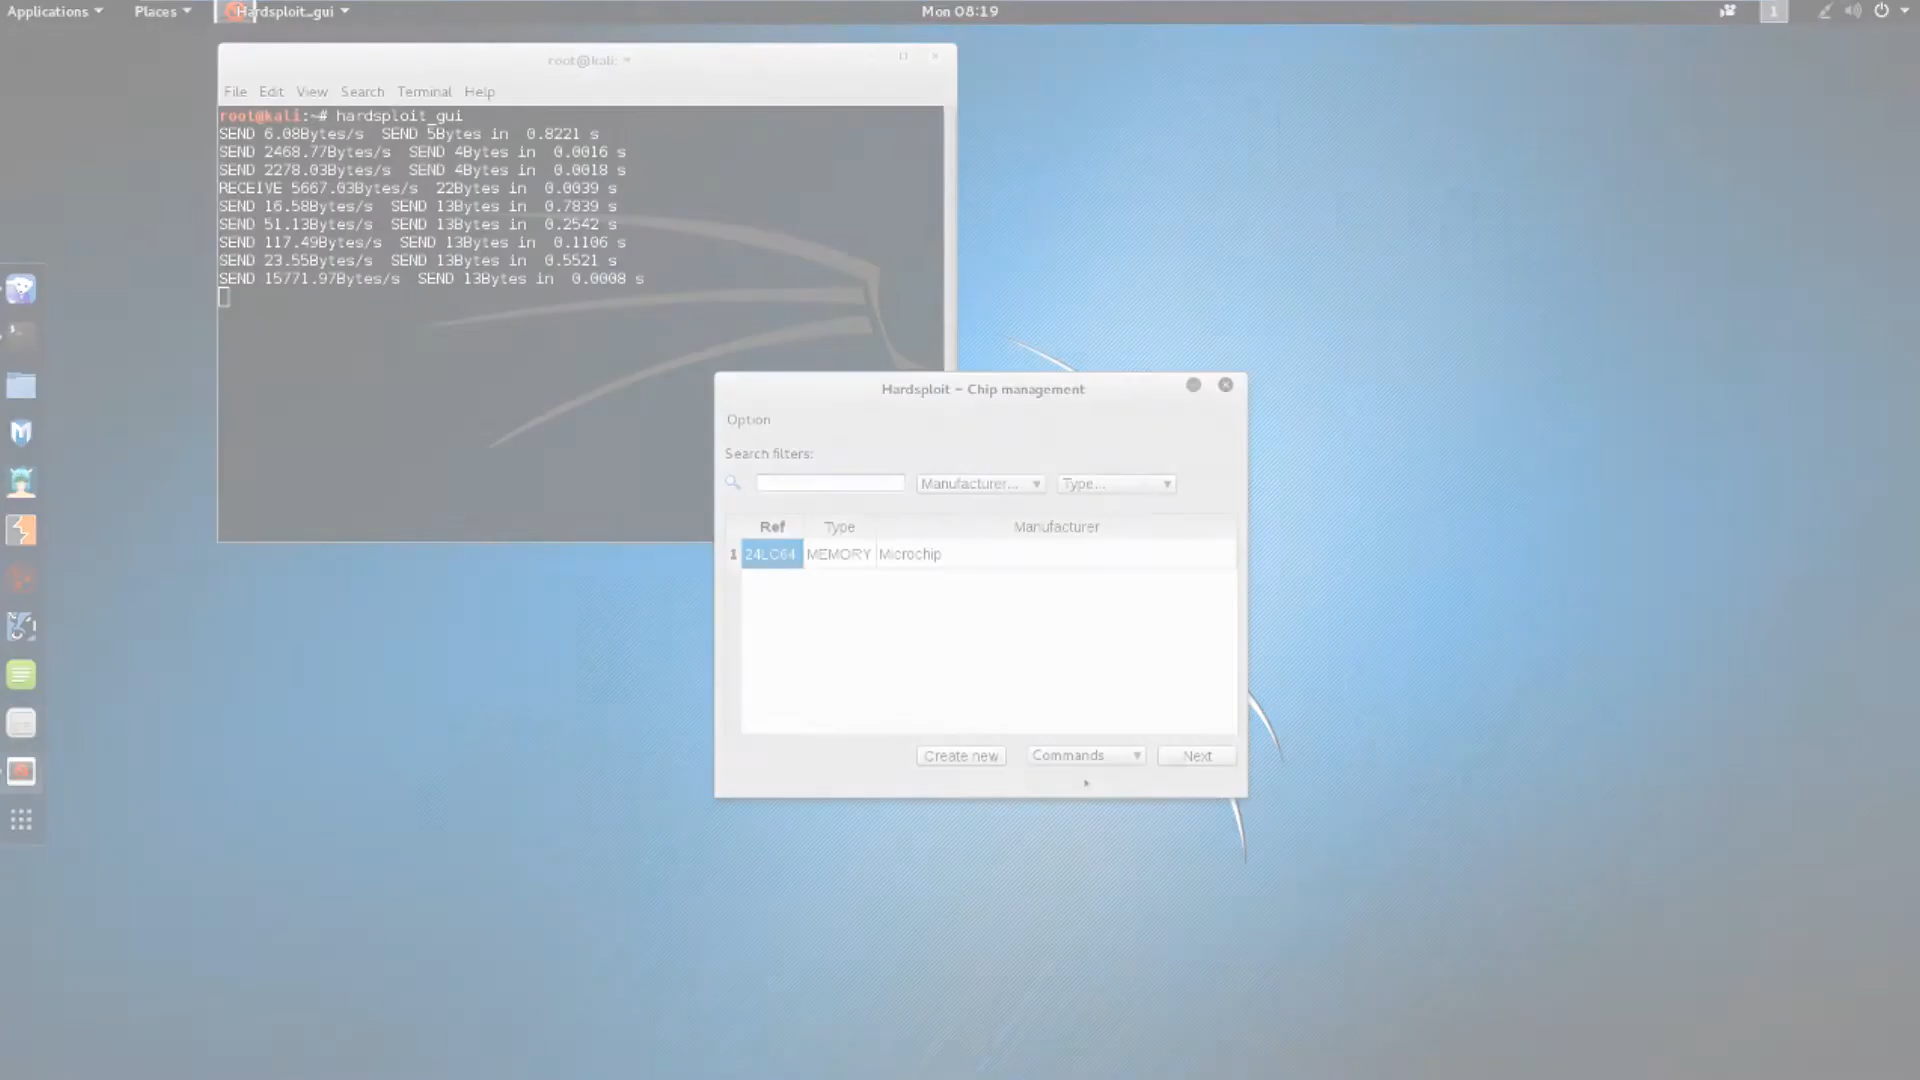 Applications Places Hardsploit_gui Mon 08:19 1
root@kali: ~
File Edit View Search Terminal Help
root@kali:~# hardsploit_gui
SEND 6.08Bytes/s SEND 5Bytes in 0.8221 s
SEND 2468.77Bytes/s SEND 4Bytes in 0.0016 s
SEND 2278.03Bytes/s SEND 4Bytes in 0.0018 s
RECEIVE 5667.03Bytes/s 22Bytes in 0.0039 s
SEND 16.58Bytes/s SEND 13Bytes in 0.7839 s
SEND 51.13Bytes/s SEND 13Bytes in 0.2542 s
SEND 117.49Bytes/s SEND 13Bytes in 0.1106 s
SEND 23.55Bytes/s SEND 13Bytes in 0.5521 s
SEND 15771.97Bytes/s SEND 13Bytes in 0.0008 s
Hardsploit - Chip management
Option
Search filters:
Manufacturer... Type...
Ref Type Manufacturer
1 24LC64 MEMORY Microchip
Create new Commands Next